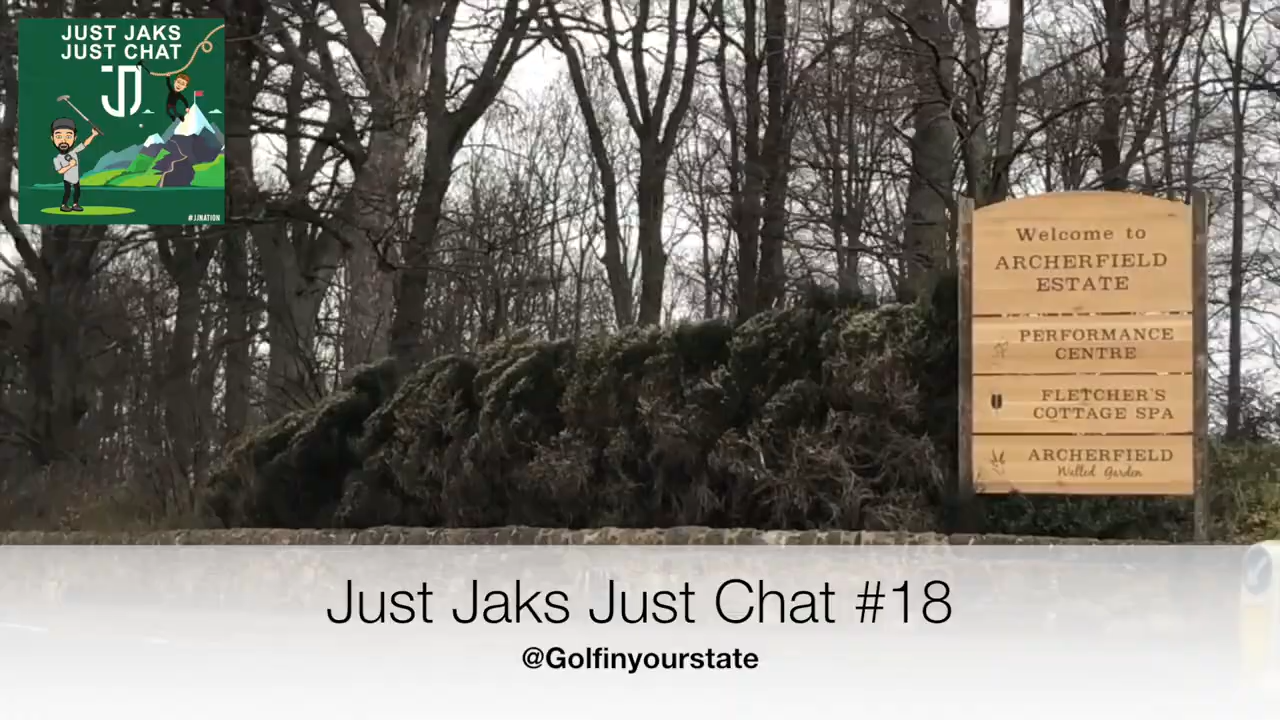 JUST JAKS
JUST CHAT
JJ
#JJNATION
Welcome to
ARCHERFIELD
ESTATE
PERFORMANCE
CENTRE
FLETCHER'S
COTTAGE SPA
ARCHERFIELD
Walled Garden
Just Jaks Just Chat #18
@Golfinyourstate